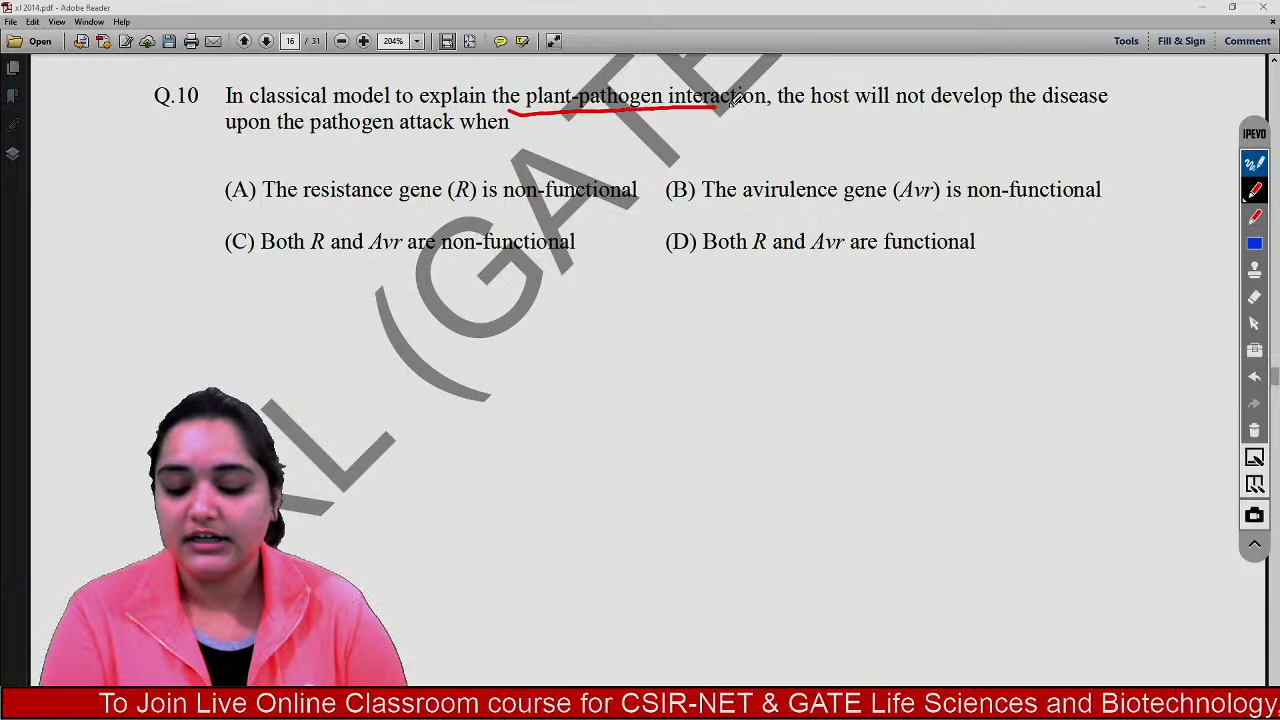 xl 2014.pdf - Adobe Reader
File Edit View Window Help
Open 16 / 31 204% Tools Fill & Sign Comment
Q.10 In classical model to explain the plant-pathogen interaction, the host will not develop the disease
upon the pathogen attack when
(A) The resistance gene (R) is non-functional (B) The avirulence gene (Avr) is non-functional
(C) Both R and Avr are non-functional (D) Both R and Avr are functional
XL (GATE
IPEVO
To Join Live Online Classroom course for CSIR-NET & GATE Life Sciences and Biotechnology,